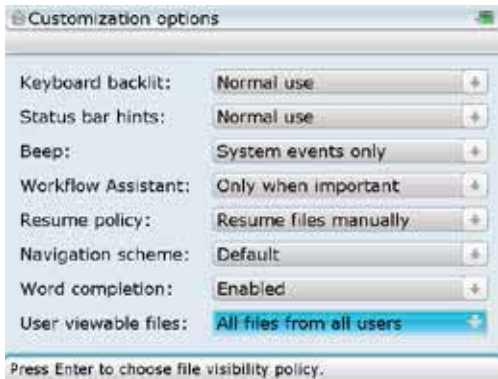 Customization options
Keyboard backlit: Normal use
Status bar hints: Normal use
Beep: System events only
Workflow Assistant: Only when important
Resume policy: Resume files manually
Navigation scheme: Default
Word completion: Enabled
User viewable files: All files from all users
Press Enter to choose file visibility policy.